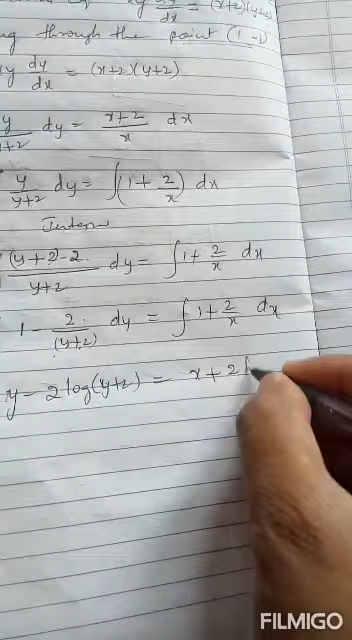 xy dy/dx = (x+2)(y+2)
through the point (1, -1)
xy dy/dx = (x+2)(y+2)
y/(y+2) dy = (x+2)/x dx
y/(y+2) dy = ∫(1 + 2/x) dx
((y+2)-2)/(y+2) dy = ∫ 1 + 2/x dx
1 - 2/(y+2) dy = ∫ 1 + 2/x dx
y - 2 log(y+2) = x + 2
FILMIGO